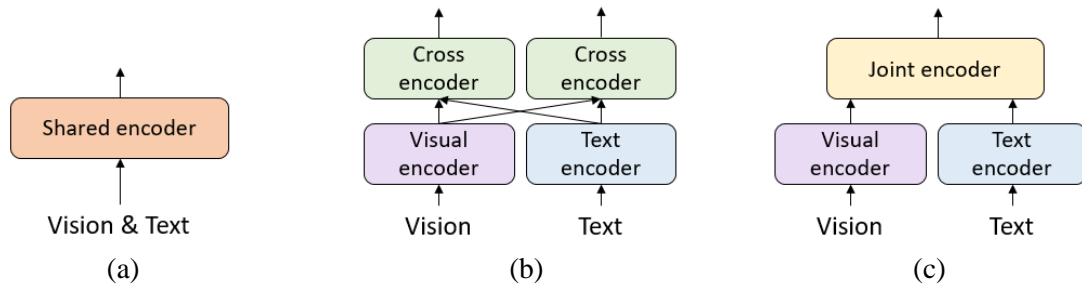 Shared encoder
Vision & Text
(a)
Cross encoder
Cross encoder
Visual encoder
Text encoder
Vision
Text
(b)
Joint encoder
Visual encoder
Text encoder
Vision
Text
(c)